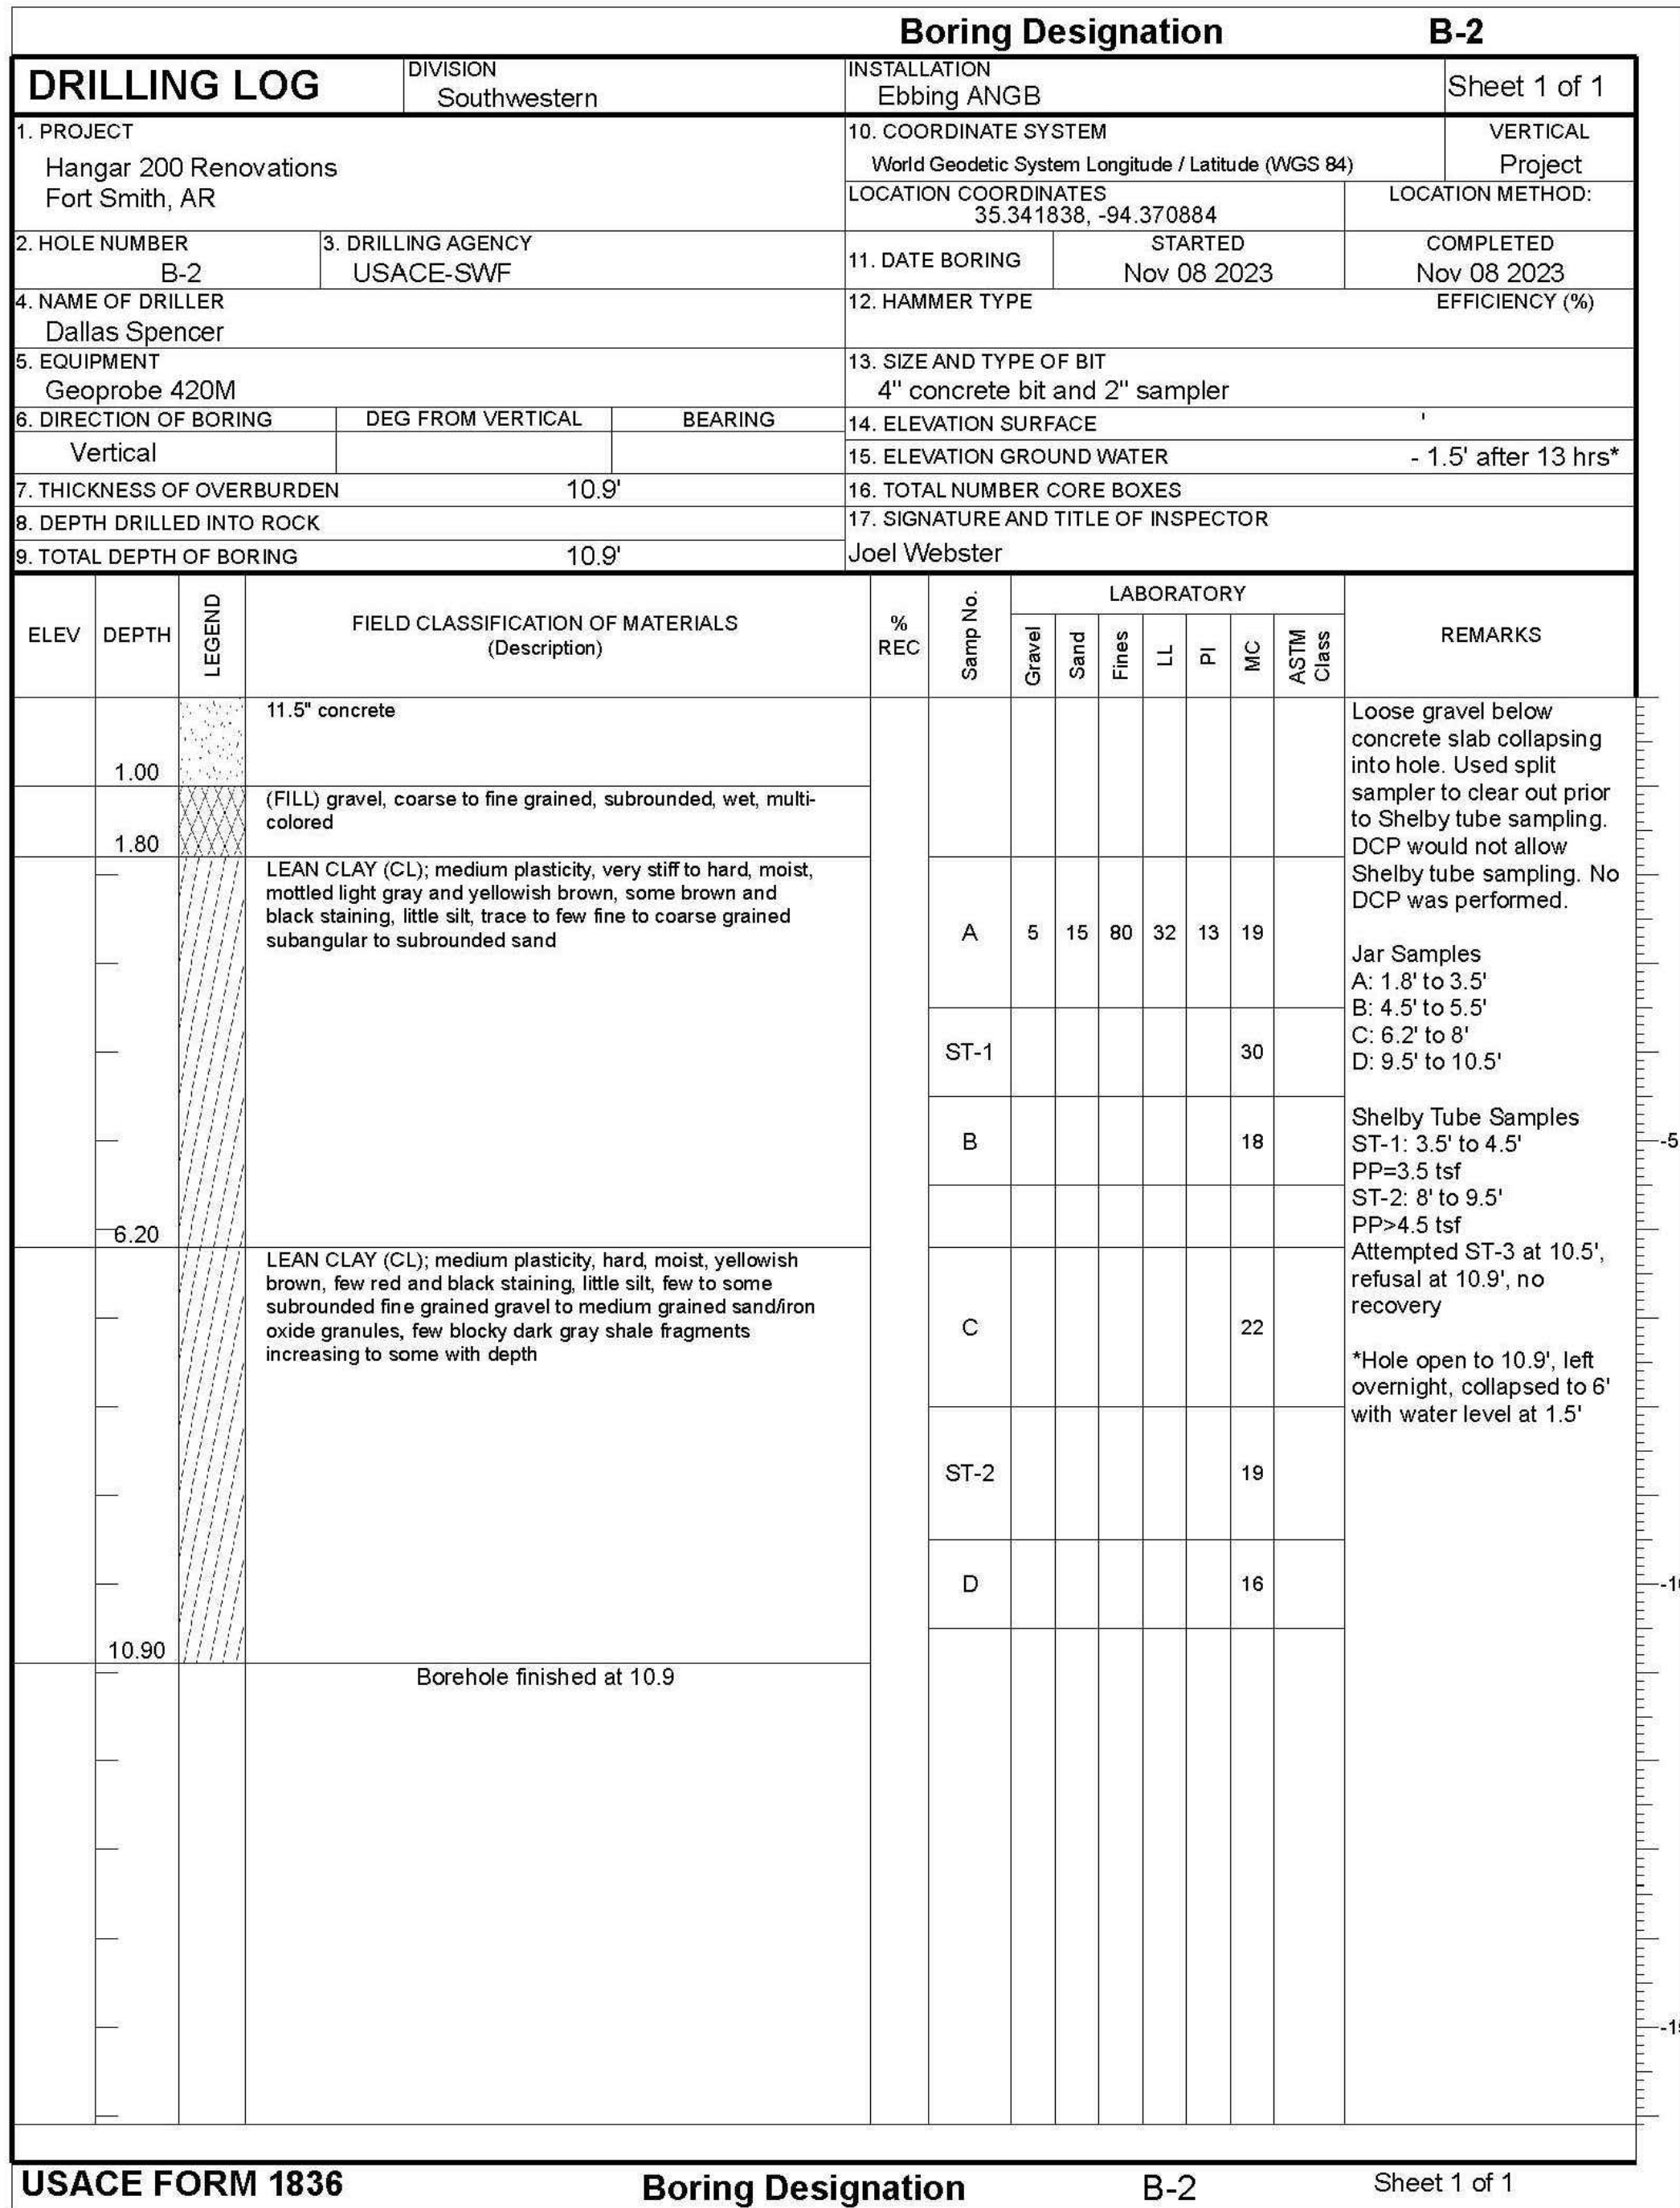 Boring Designation B-2
DRILLING LOG
DIVISION
Southwestern
INSTALLATION
Ebbing ANGB
Sheet 1 of 1
1. PROJECT
Hangar 200 Renovations
Fort Smith, AR
10. COORDINATE SYSTEM
World Geodetic System Longitude / Latitude (WGS 84)
VERTICAL
Project
LOCATION COORDINATES
35.341838, -94.370884
LOCATION METHOD:
2. HOLE NUMBER
B-2
3. DRILLING AGENCY
USACE-SWF
11. DATE BORING
STARTED
Nov 08 2023
COMPLETED
Nov 08 2023
4. NAME OF DRILLER
Dallas Spencer
12. HAMMER TYPE
EFFICIENCY (%)
5. EQUIPMENT
Geoprobe 420M
13. SIZE AND TYPE OF BIT
4" concrete bit and 2" sampler
6. DIRECTION OF BORING
Vertical
DEG FROM VERTICAL
BEARING
14. ELEVATION SURFACE '
15. ELEVATION GROUND WATER - 1.5' after 13 hrs*
7. THICKNESS OF OVERBURDEN 10.9'
16. TOTAL NUMBER CORE BOXES
8. DEPTH DRILLED INTO ROCK
17. SIGNATURE AND TITLE OF INSPECTOR
Joel Webster
9. TOTAL DEPTH OF BORING 10.9'
ELEV
DEPTH
LEGEND
FIELD CLASSIFICATION OF MATERIALS
(Description)
%
REC
Samp No.
LABORATORY
Gravel
Sand
Fines
LL
PI
MC
ASTM
Class
REMARKS
11.5" concrete
1.00
(FILL) gravel, coarse to fine grained, subrounded, wet, multi-
colored
1.80
LEAN CLAY (CL); medium plasticity, very stiff to hard, moist,
mottled light gray and yellowish brown, some brown and
black staining, little silt, trace to few fine to coarse grained
subangular to subrounded sand
6.20
LEAN CLAY (CL); medium plasticity, hard, moist, yellowish
brown, few red and black staining, little silt, few to some
subrounded fine grained gravel to medium grained sand/iron
oxide granules, few blocky dark gray shale fragments
increasing to some with depth
10.90
Borehole finished at 10.9
A 5 15 80 32 13 19
ST-1 30
B 18
C 22
ST-2 19
D 16
Loose gravel below
concrete slab collapsing
into hole. Used split
sampler to clear out prior
to Shelby tube sampling.
DCP would not allow
Shelby tube sampling. No
DCP was performed.
Jar Samples
A: 1.8' to 3.5'
B: 4.5' to 5.5'
C: 6.2' to 8'
D: 9.5' to 10.5'
Shelby Tube Samples
ST-1: 3.5' to 4.5'
PP=3.5 tsf
ST-2: 8' to 9.5'
PP>4.5 tsf
Attempted ST-3 at 10.5',
refusal at 10.9', no
recovery
*Hole open to 10.9', left
overnight, collapsed to 6'
with water level at 1.5'
-5
USACE FORM 1836
Boring Designation B-2
Sheet 1 of 1